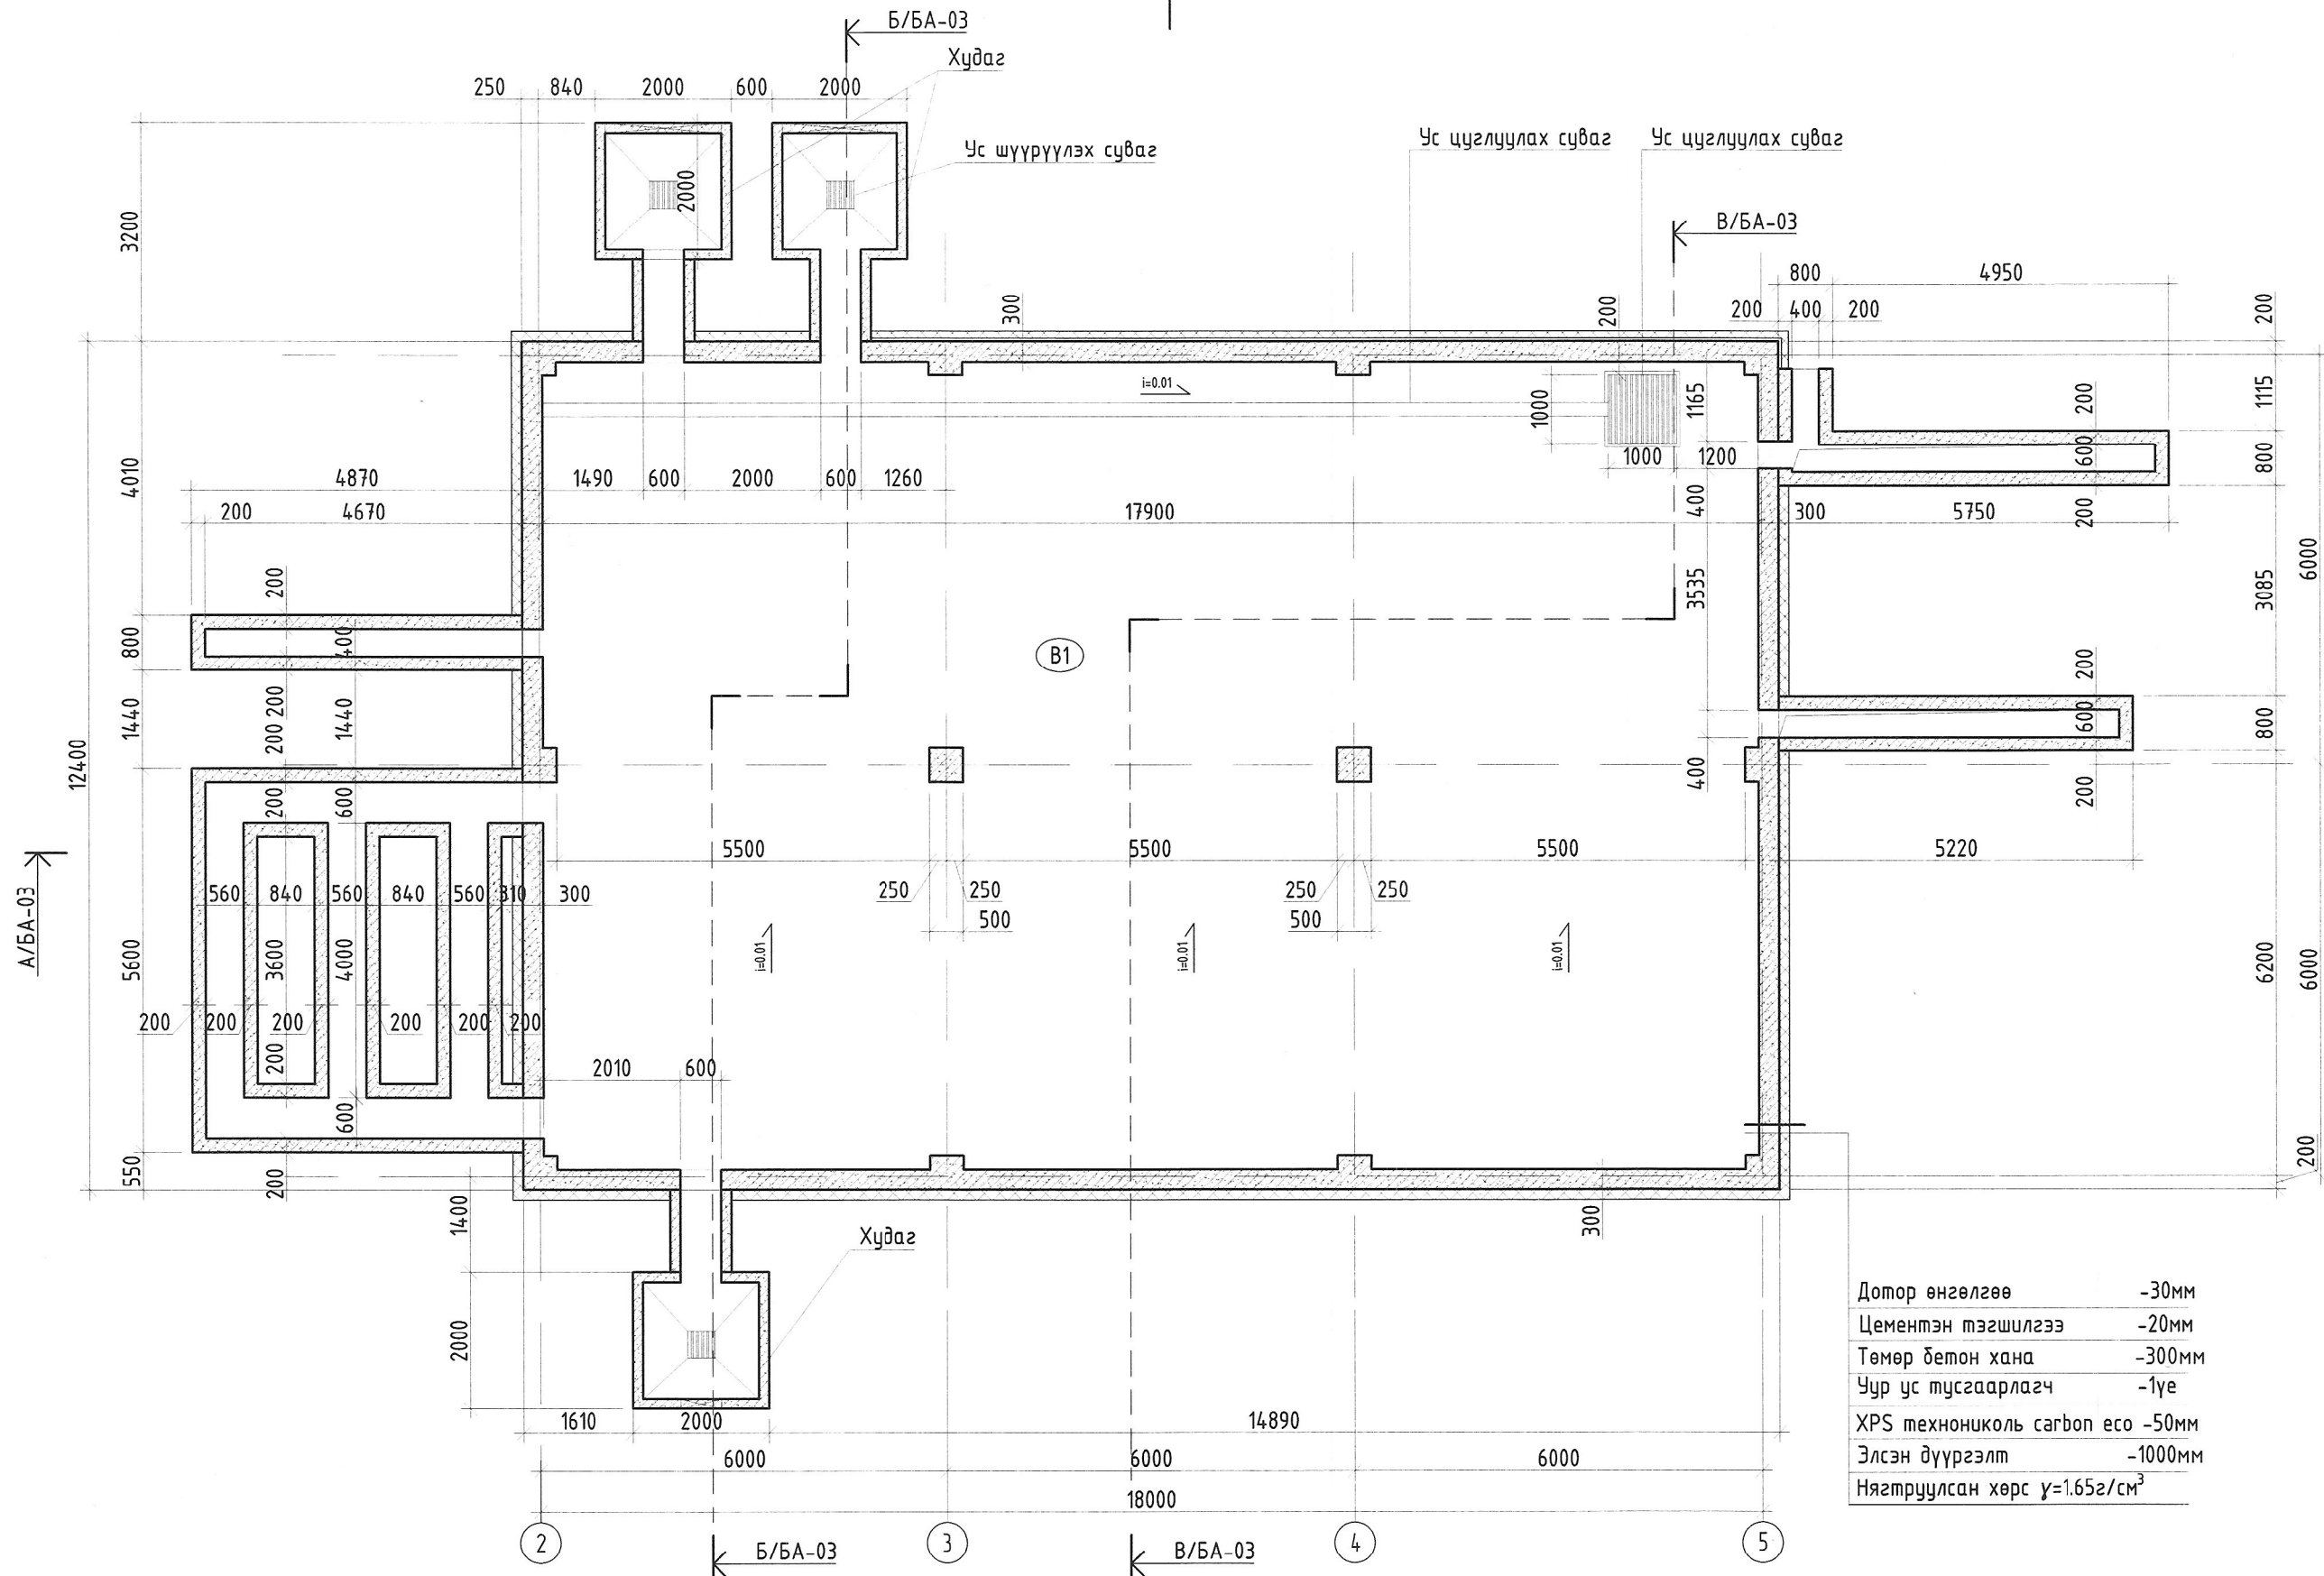 Б/БА-03
Худаг
250 840 2000 600 2000
Ус шүүрүүлэх суваг
Ус цуглуулах суваг
Ус цуглуулах суваг
2000
3200
В/БА-03
800 4950
300
200
200 400 200
200
i=0.01
1000
1165
200
1115
4010
4870
1490 600 2000 600 1260
1000 1200
600
800
200 4670
17900
400
300 5750
200
6000
200
3535
3085
800
400
B1
200
1440
200 200
1440
600
800
12400
400
200
200
600
5500 5500 5500 5220
А/БА-03
560 840 560 840 560 310 300
250 250
500
250 250
500
5600
3600
4000
i=0.01
i=0.01
i=0.01
6200
6000
200 200 200 200 200 200
200
2010 600
600
550
200
200
1400
300
Худаг
2000
1610 2000 14890
6000 6000 6000
18000
2 3 4 5
Б/БА-03
В/БА-03
Дотор өнгөлгөө -30мм
Цементэн тэгшилгээ -20мм
Төмөр бетон хана -300мм
Уур ус тусгаарлагч -1үе
XPS технониколь carbon eco -50мм
Элсэн дүүргэлт -1000мм
Нягтруулсан хөрс ɣ=1.65г/см³